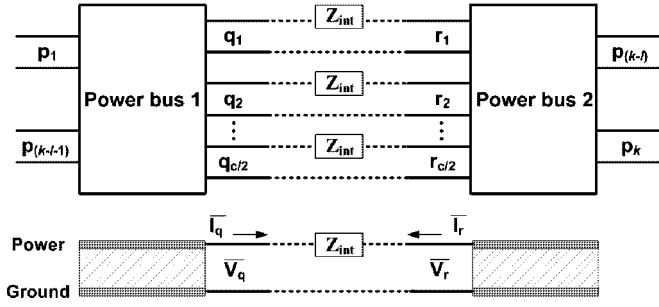 Z_int
p_1 q_1 r_1 p_(k-l)
Z_int
Power bus 1 q_2 r_2 Power bus 2
Z_int
p_(k-l-1) q_c/2 r_c/2 p_k
I_q I_r
Power Z_int
V_q V_r
Ground